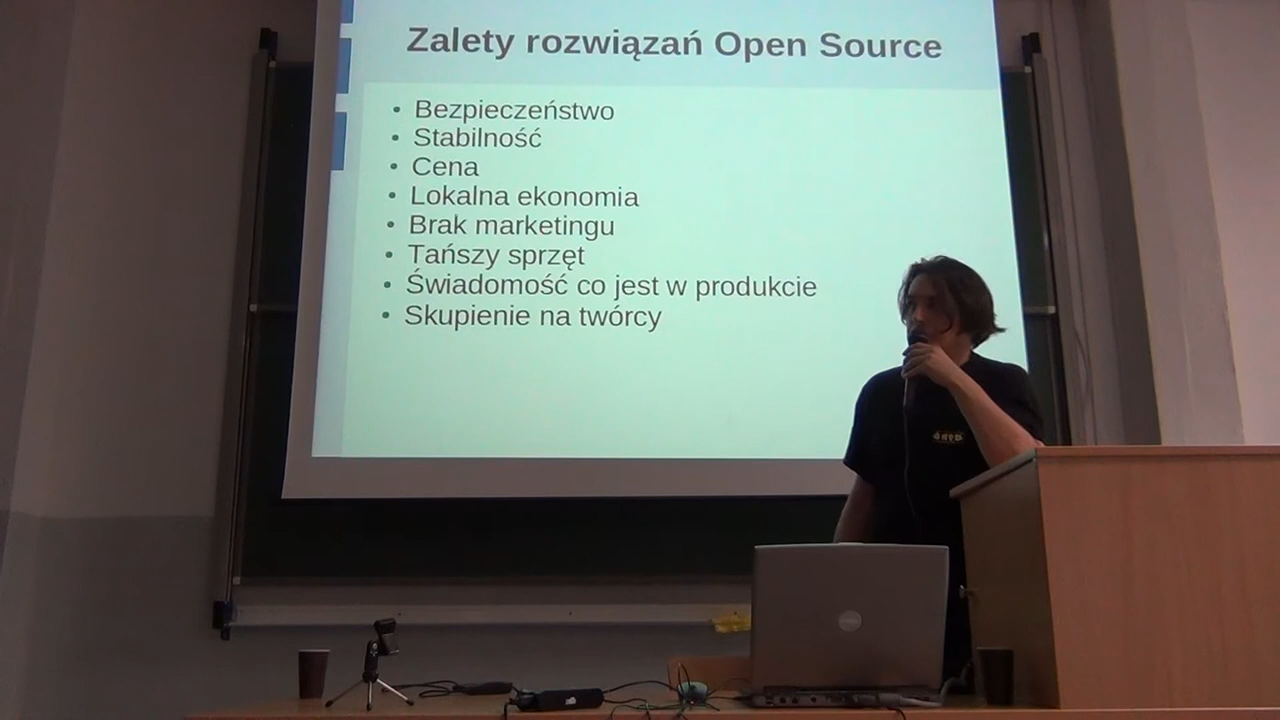 Zalety rozwiązań Open Source
• Bezpieczeństwo
• Stabilność
• Cena
• Lokalna ekonomia
• Brak marketingu
• Tańszy sprzęt
• Świadomość co jest w produkcie
• Skupienie na twórcy